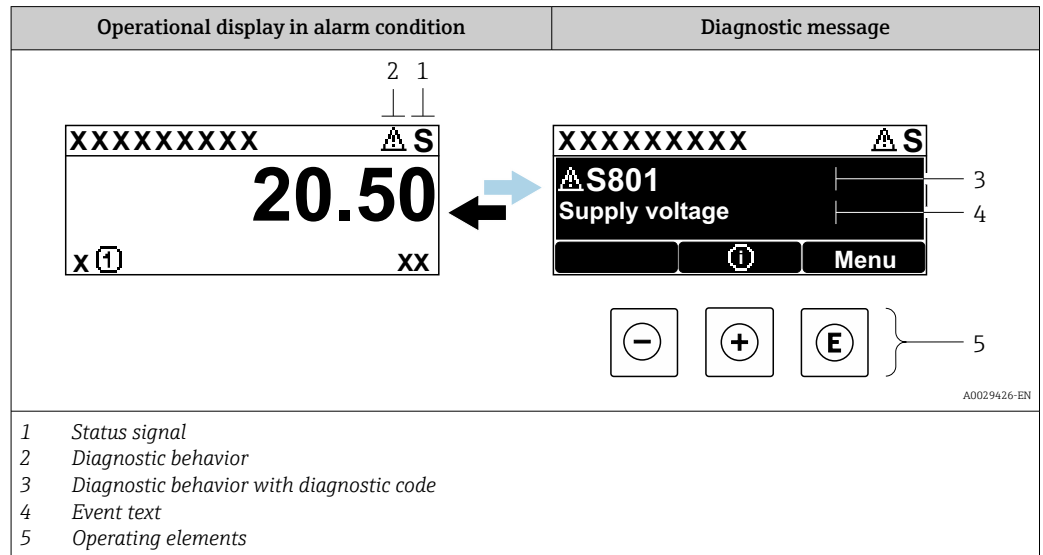 Operational display in alarm condition
Diagnostic message
2 1
XXXXXXXXX S
20.50
X 1 XX
XXXXXXXXX S
S801
3
Supply voltage
4
i Menu
- + E
5
A0029426-EN
1 Status signal
2 Diagnostic behavior
3 Diagnostic behavior with diagnostic code
4 Event text
5 Operating elements